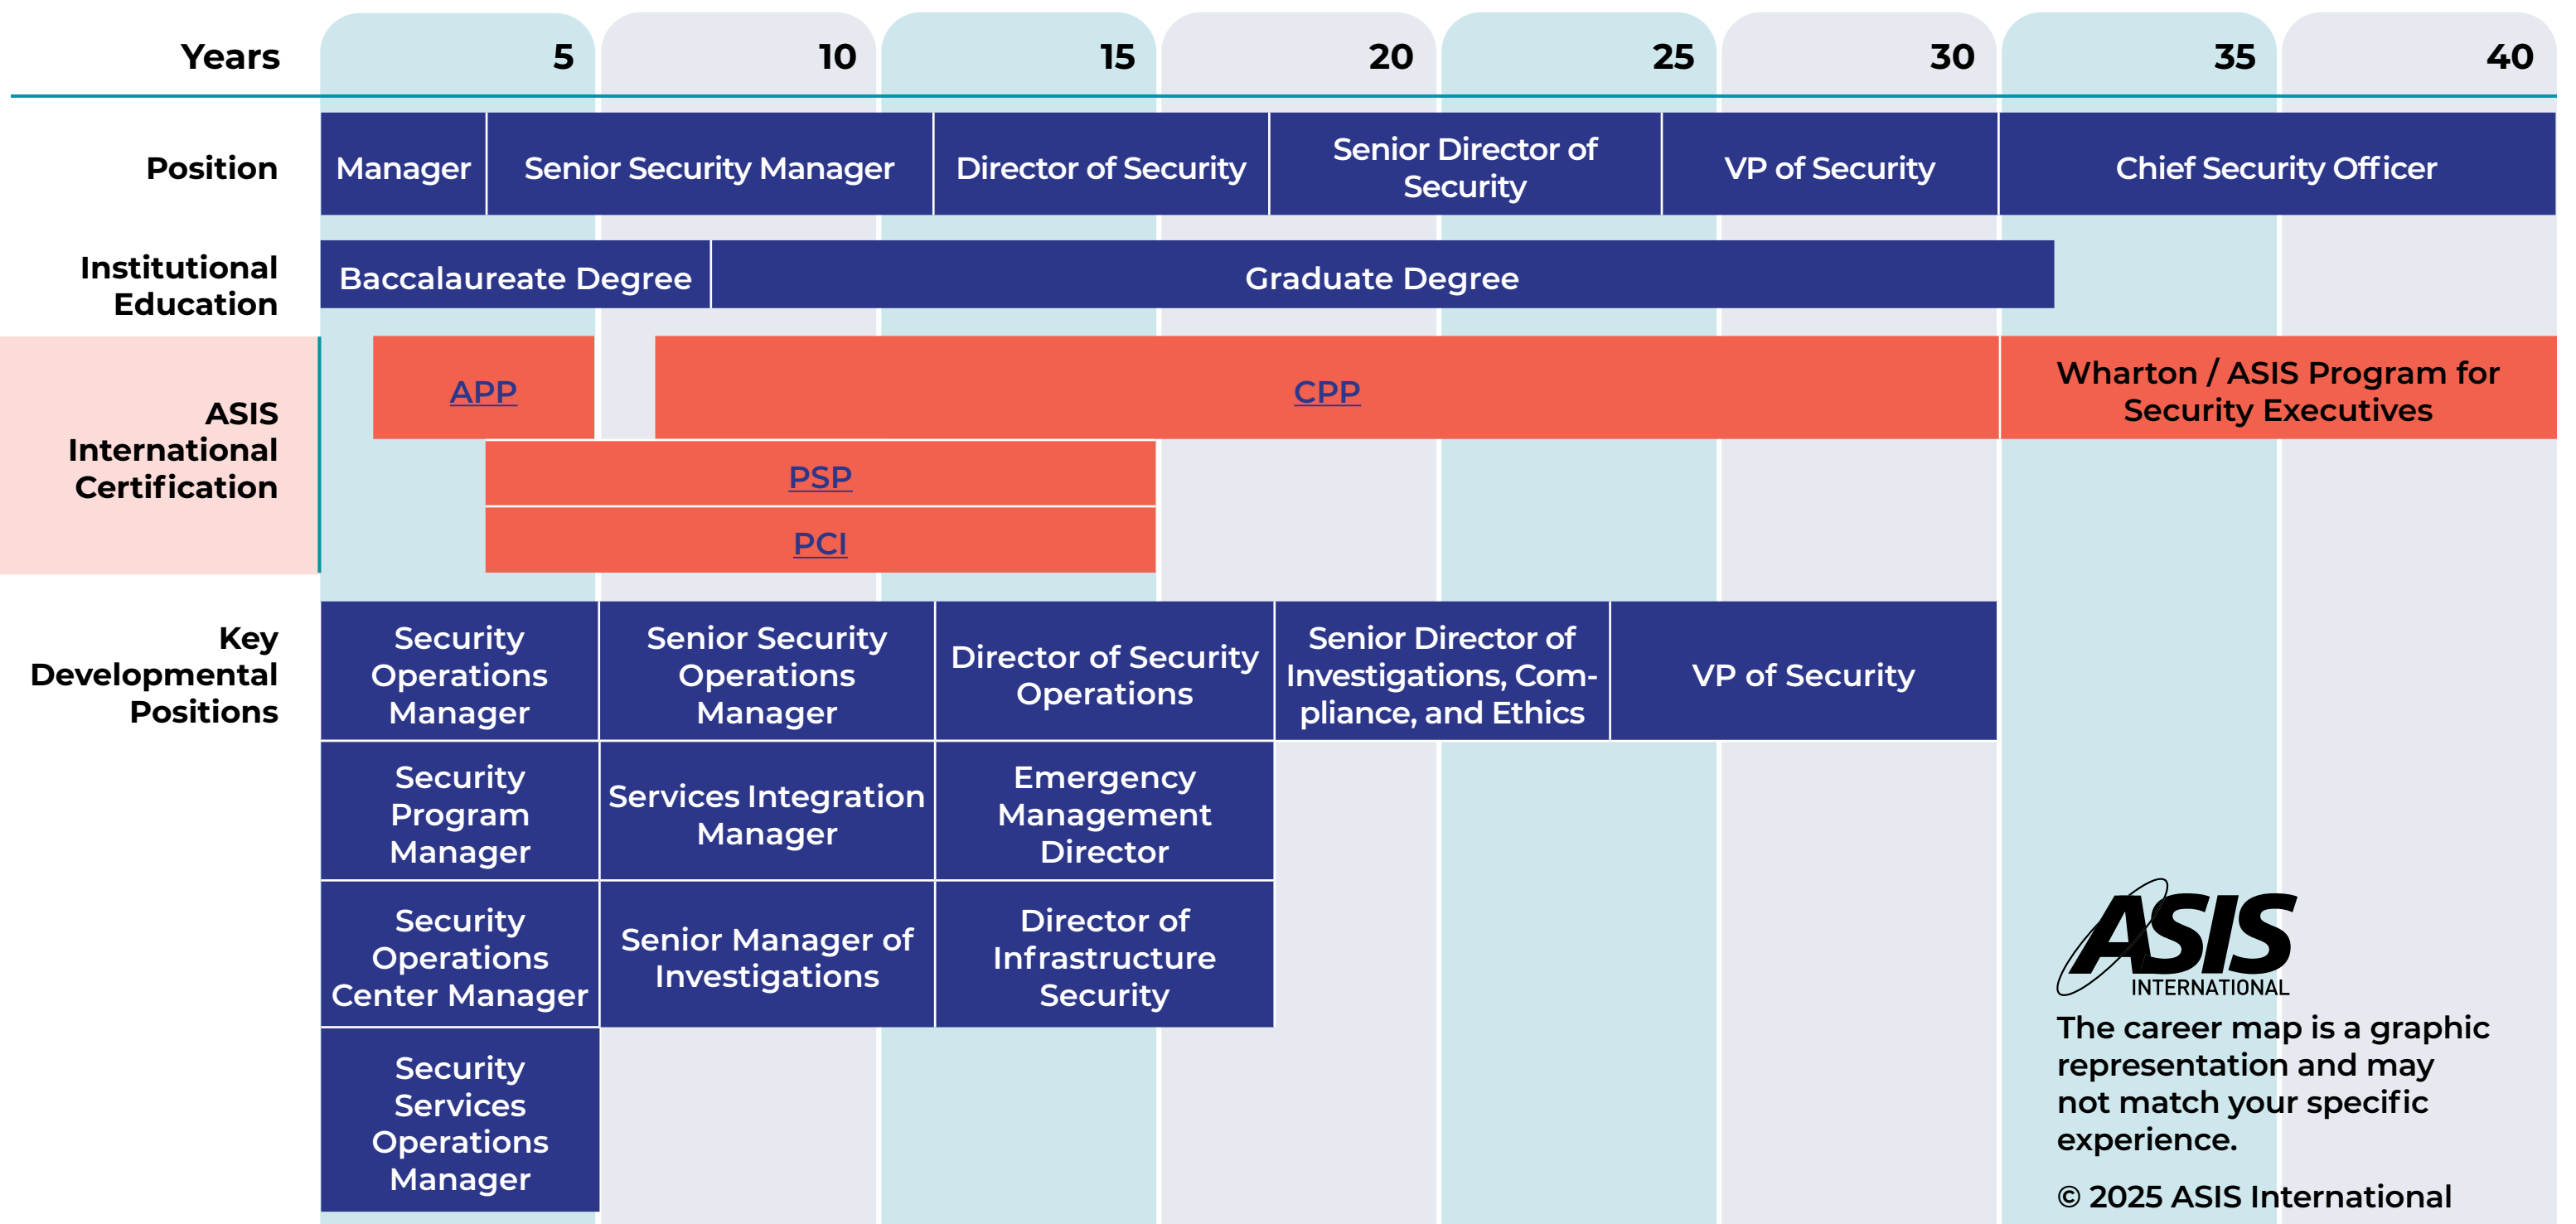 Years 5 10 15 20 25 30 35 40
Position
Manager
Senior Security Manager
Director of Security
Senior Director of
Security
VP of Security
Chief Security Officer
Institutional
Education
Baccalaureate Degree
Graduate Degree
ASIS
International
Certification
APP
CPP
Wharton / ASIS Program for
Security Executives
PSP
PCI
Key
Developmental
Positions
Security
Operations
Manager
Senior Security
Operations
Manager
Director of Security
Operations
Senior Director of
Investigations, Com-
pliance, and Ethics
VP of Security
Security
Program
Manager
Services Integration
Manager
Emergency
Management
Director
Security
Operations
Center Manager
Senior Manager of
Investigations
Director of
Infrastructure
Security
Security
Services
Operations
Manager
ASIS
INTERNATIONAL
The career map is a graphic
representation and may
not match your specific
experience.
© 2025 ASIS International